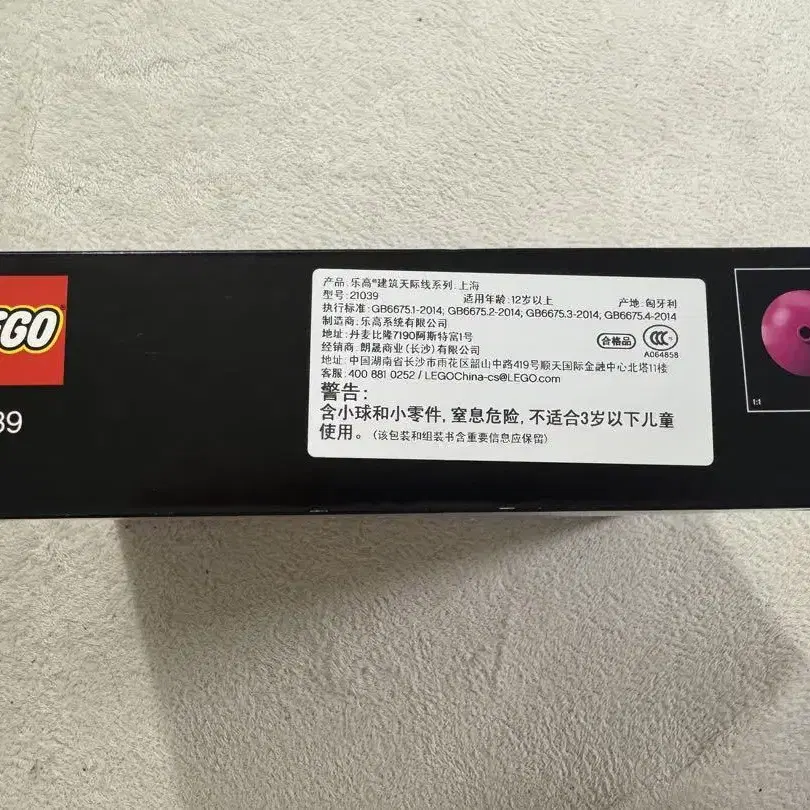 LEGO
39
产品: 乐高®建筑天际线系列. 上海
型号: 21039 适用年龄: 12岁以上 产地: 匈牙利
执行标准: GB6675.1-2014; GB6675.2-2014; GB6675.3-2014; GB6675.4-2014
制造商: 乐高系统有限公司
地址: 丹麦比隆7190阿斯特富1号
经销商: 朗晟商业(长沙)有限公司
地址: 中国湖南省长沙市雨花区韶山中路419号顺天国际金融中心北塔11楼
客服: 400 881 0252 / LEGOChina-cs@LEGO.com
合格品
CCC
A064858
警告:
含小球和小零件, 窒息危险, 不适合3岁以下儿童
使用。(该包装和组装书含重要信息应保留)
1:1